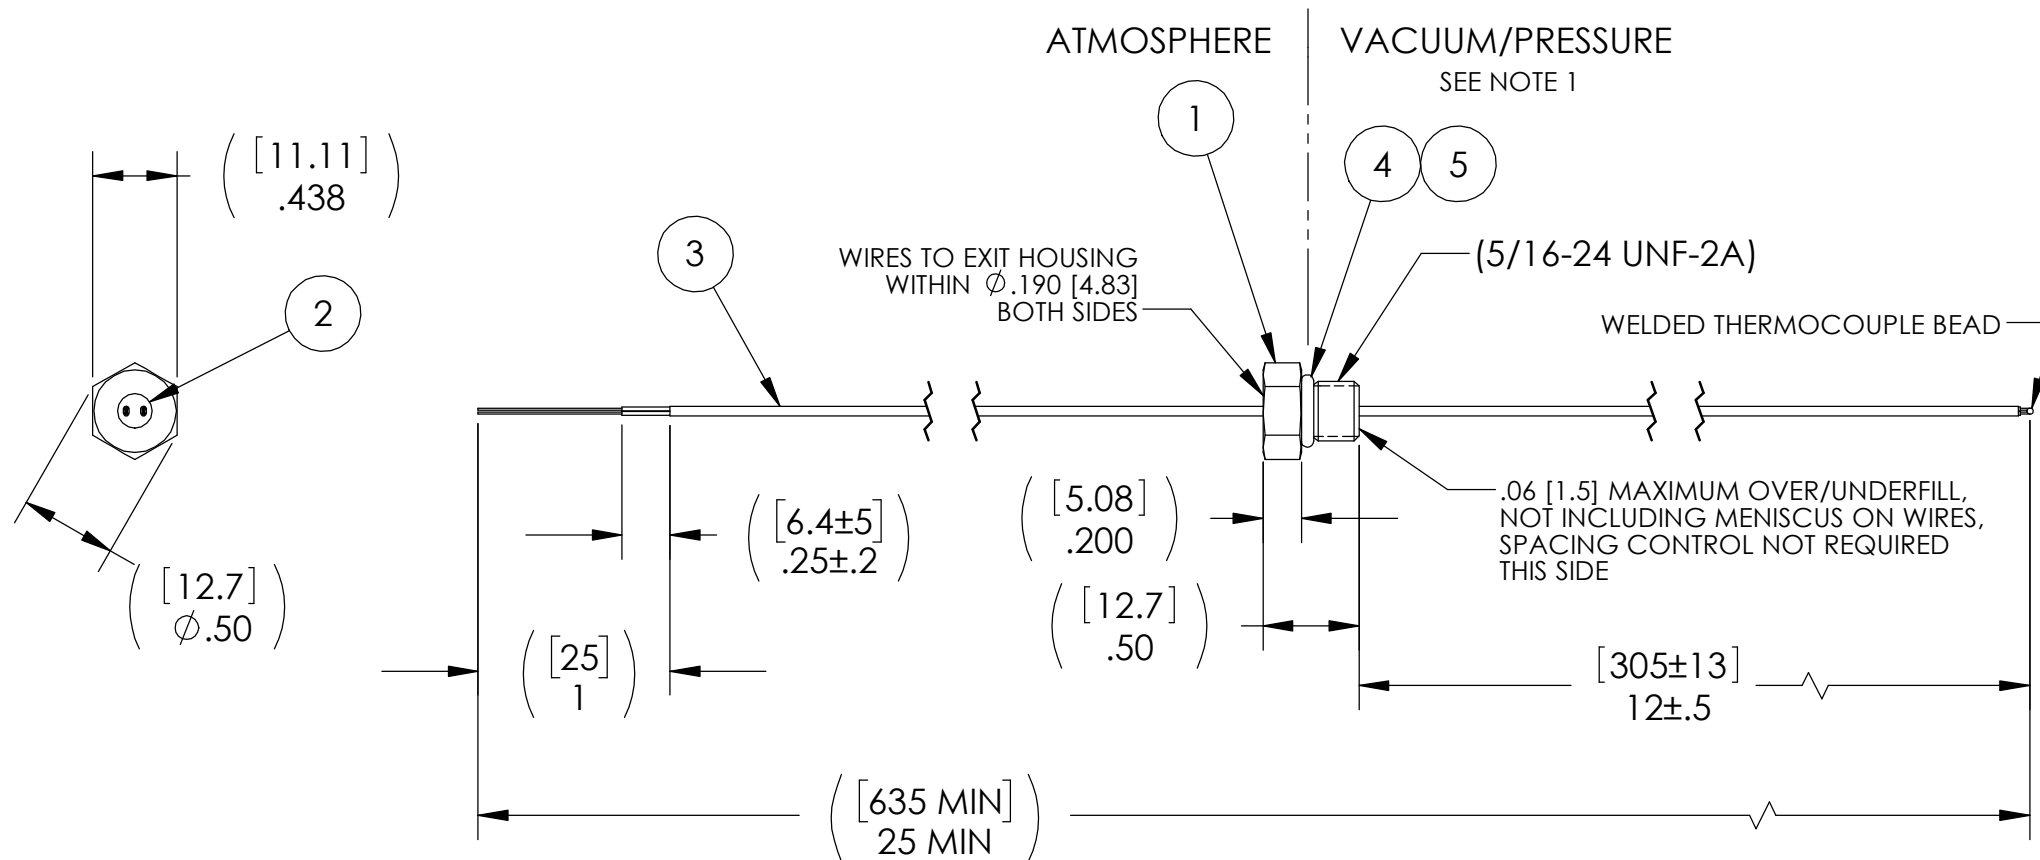 ATMOSPHERE
VACUUM/PRESSURE
SEE NOTE 1
1
4
5
[11.11]
.438
3
2
WIRES TO EXIT HOUSING
WITHIN Ø.190 [4.83]
BOTH SIDES
(5/16-24 UNF-2A)
WELDED THERMOCOUPLE BEAD
[6.4±5]
.25±.2
[5.08]
.200
.06 [1.5] MAXIMUM OVER/UNDERFILL,
NOT INCLUDING MENISCUS ON WIRES,
SPACING CONTROL NOT REQUIRED
THIS SIDE
[12.7]
Ø.50
[12.7]
.50
[25]
1
[305±13]
12±.5
[635 MIN]
25 MIN